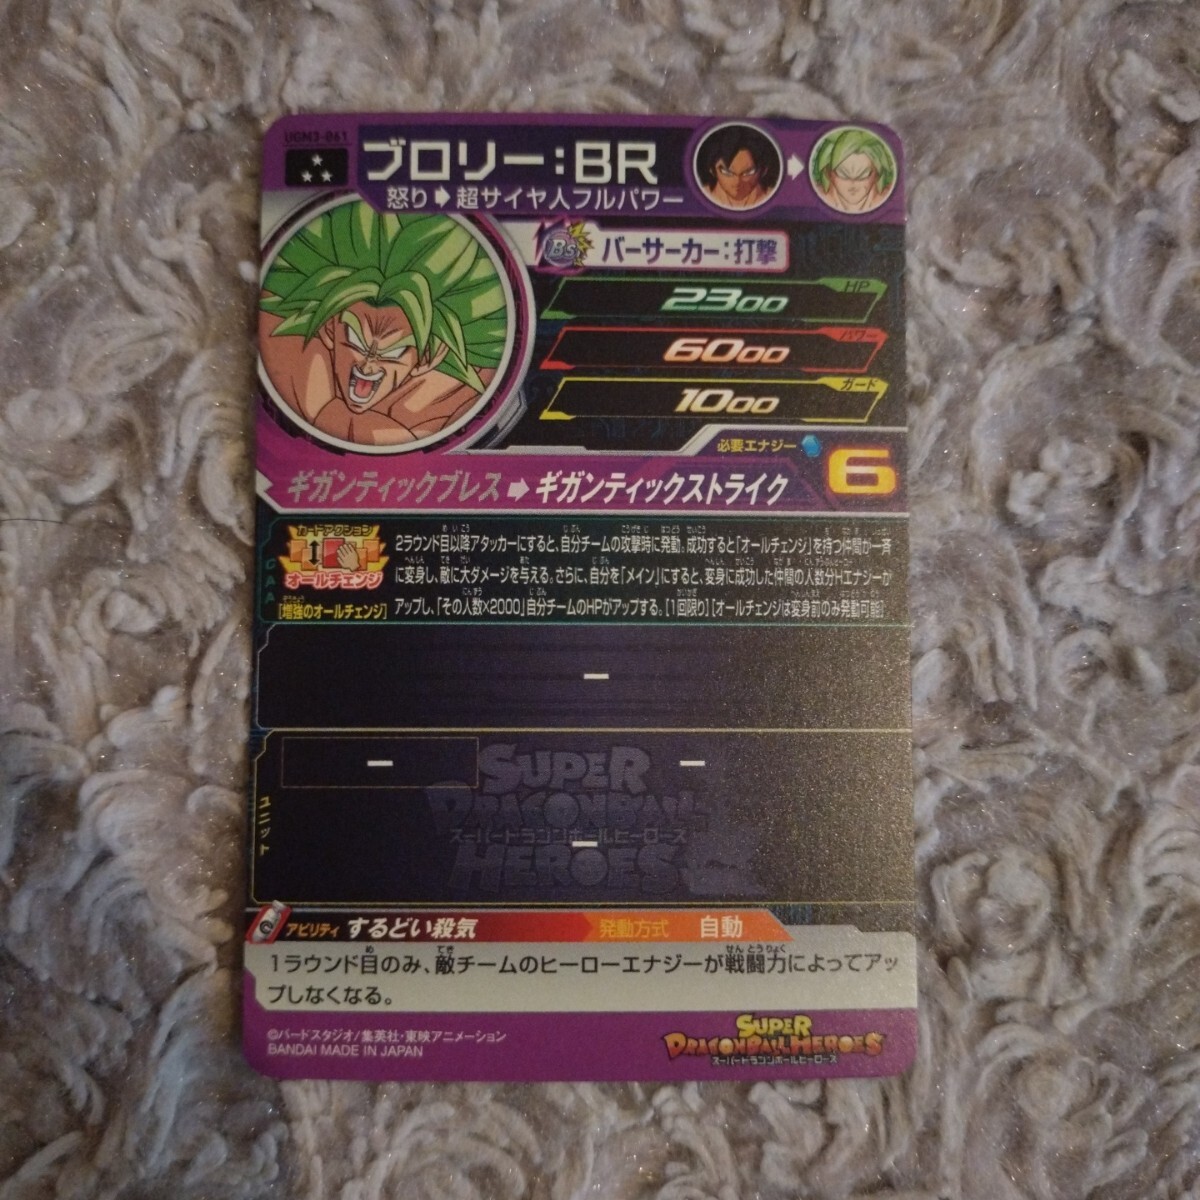 UGM3-061
ブロリー：BR
怒り➡超サイヤ人フルパワー
Bs バーサーカー：打撃
HP
2300
パワー
6000
ガード
1000
必要エナジー 6
ギガンティックブレス➡ギガンティックストライク
CAA
カードアクション
オールチェンジ
[増強のオールチェンジ]
2ラウンド目以降アタッカーにすると、自分チームの攻撃時に発動。成功すると「オールチェンジ」を持つ仲間が一斉
に変身し、敵に大ダメージを与える。さらに、自分を「メイン」にすると、変身に成功した仲間の人数分Hエナジーが
アップし、「その人数×2000」自分チームのHPがアップする。[1回限り][オールチェンジは変身前のみ発動可能]
ー
ユニット
ー ー
ー
SUPER
DRAGONBALL
スーパードラゴンボールヒーローズ
HEROES
アビリティ するどい殺気 発動方式 自動
1ラウンド目のみ、敵チームのヒーローエナジーが戦闘力によってアッ
プしなくなる。
©バードスタジオ/集英社・東映アニメーション
BANDAI MADE IN JAPAN
SUPER
DRAGONBALL HEROES
スーパードラゴンボールヒーローズ